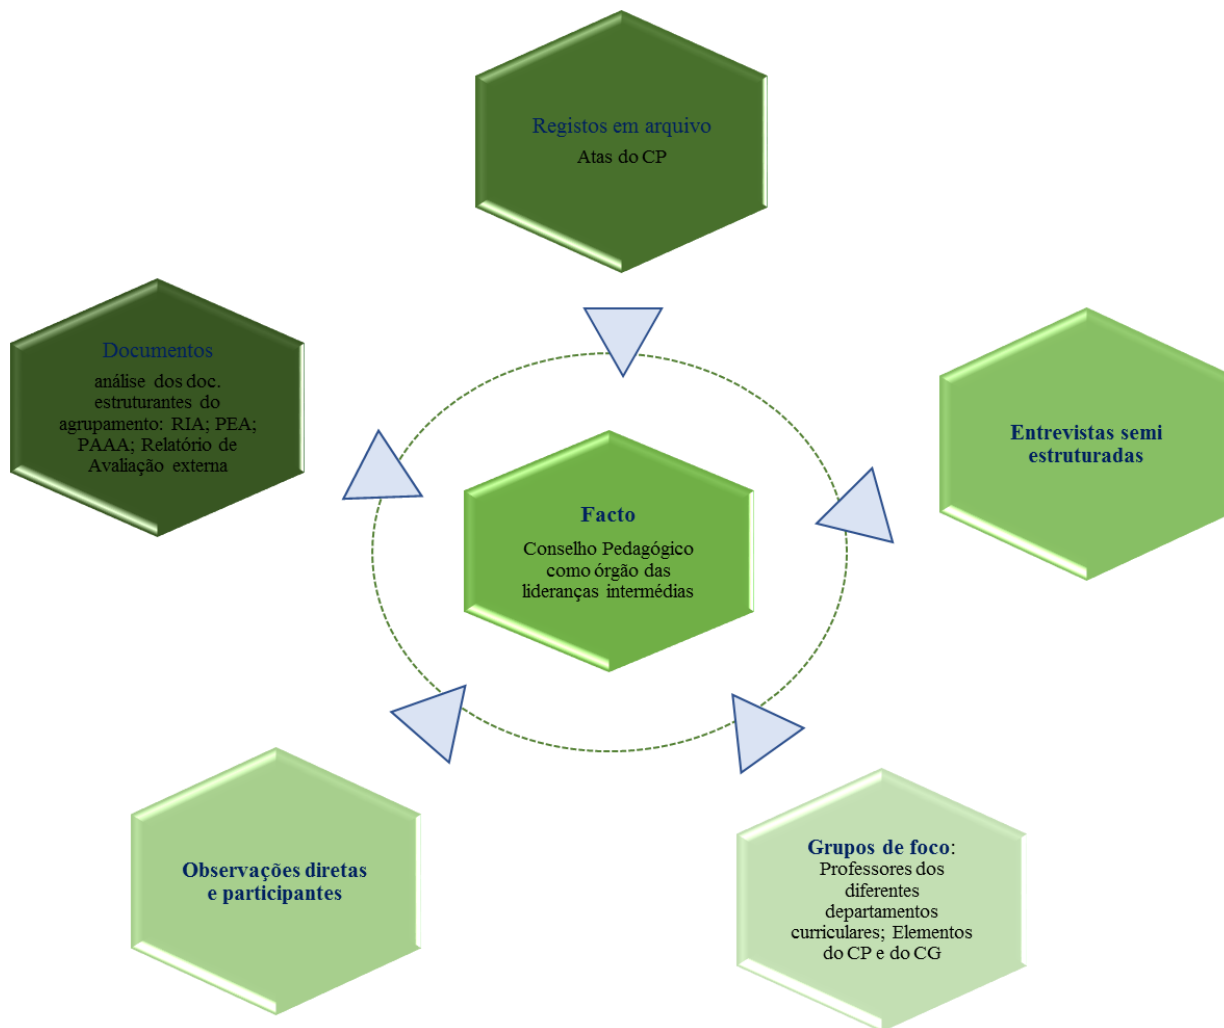 Registos em arquivo
Atas do CP
Documentos
análise dos doc.
estruturantes do
agrupamento: RIA; PEA;
PAAA; Relatório de
Avaliação externa
Entrevistas semi
estruturadas
Facto
Conselho Pedagógico
como órgão das
lideranças intermédias
Observações diretas
e participantes
Grupos de foco:
Professores dos
diferentes
departamentos
curriculares; Elementos
do CP e do CG